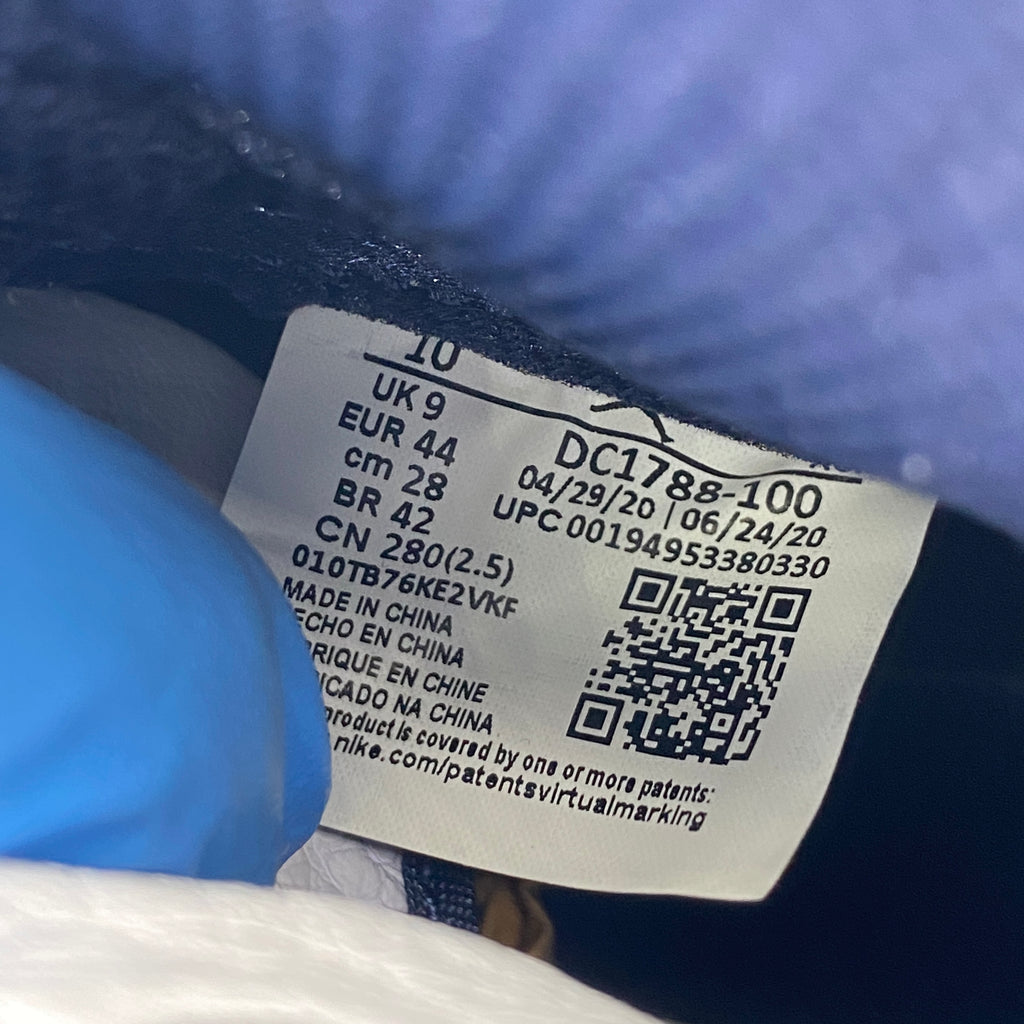 10
UK 9
EUR 44
cm 28
BR 42
CN 280(2.5)
010TB76KE2VKF
MADE IN CHINA
ECHO EN CHINA
RIQUE EN CHINE
ICADO NA CHINA
product is covered by one or more patents:
nike.com/patentsvirtualmarking
DC1788-100
04/29/20 | 06/24/20
UPC 00194953380330